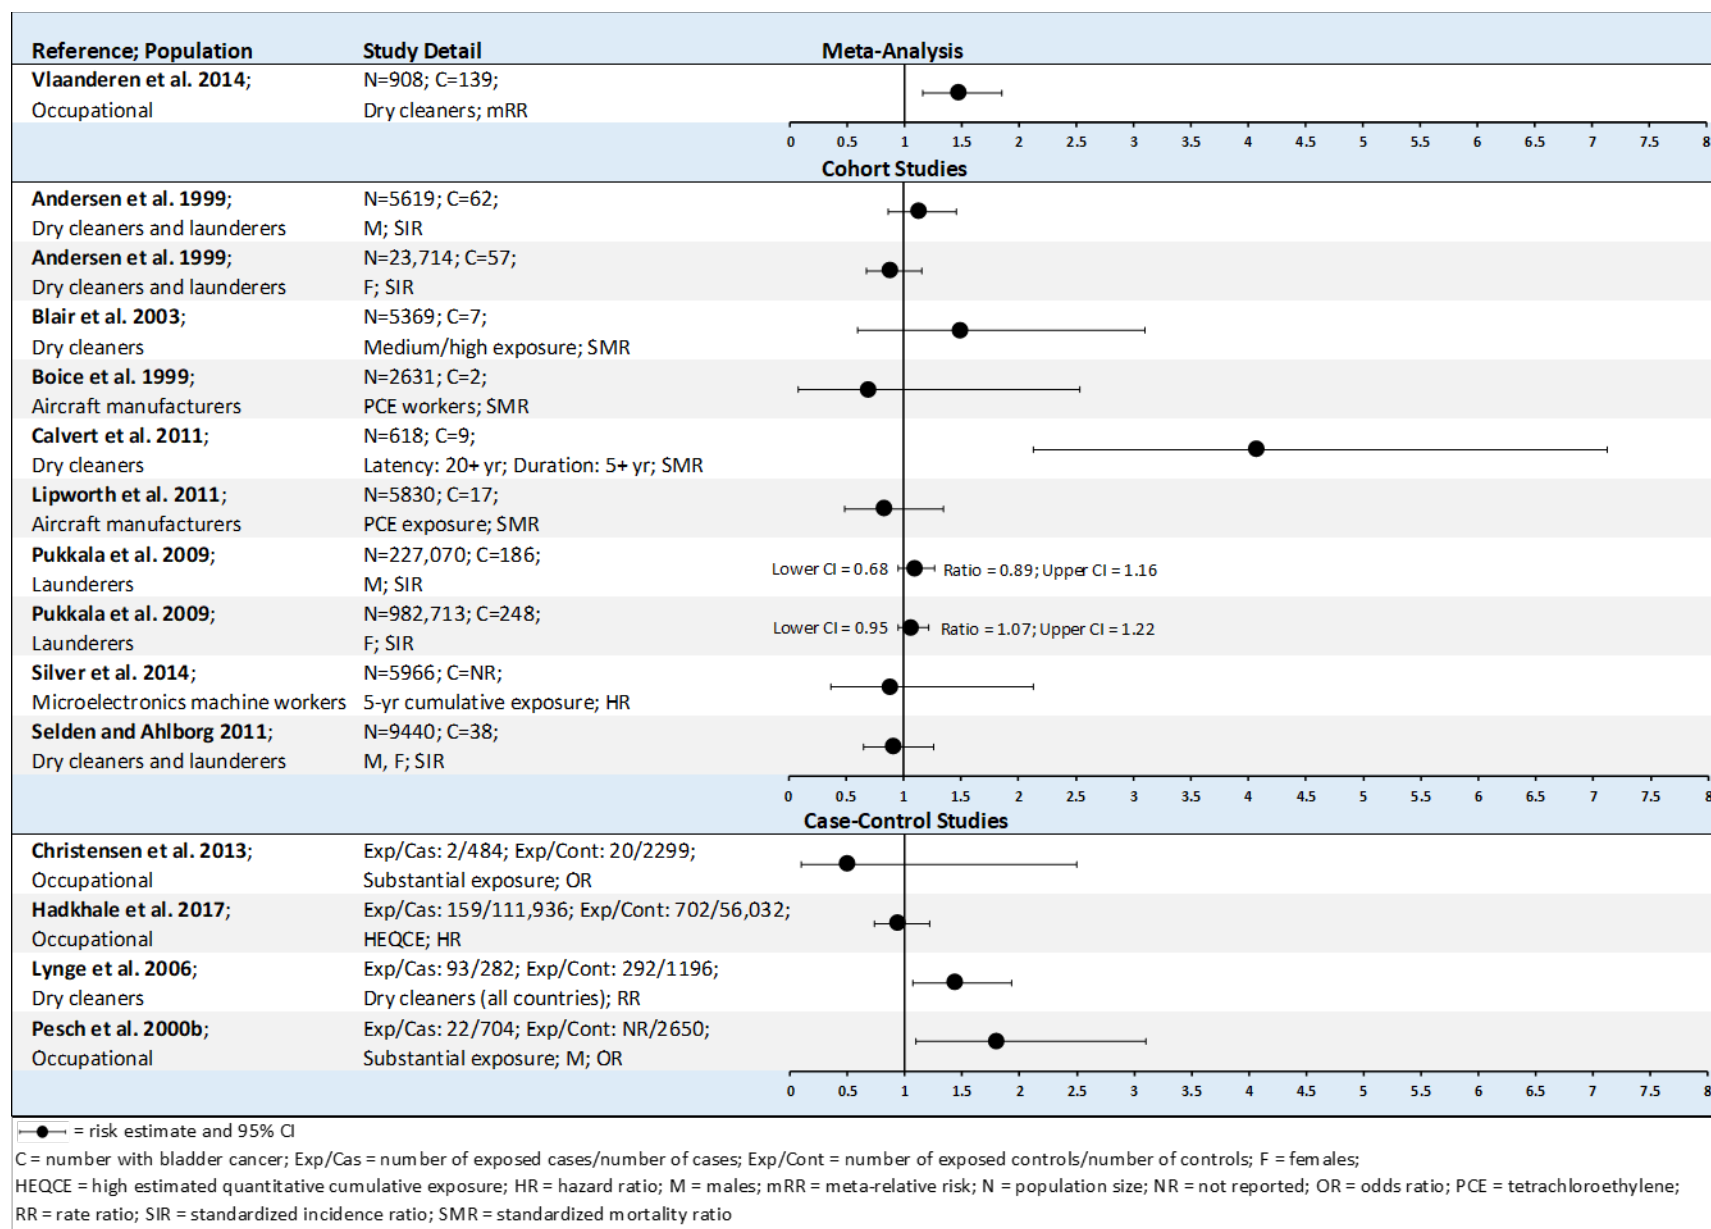 Reference; Population Study Detail Meta-Analysis
Vlaanderen et al. 2014; N=908; C=139;
Occupational Dry cleaners; mRR
0 0.5 1 1.5 2 2.5 3 3.5 4 4.5 5 5.5 6 6.5 7 7.5 8
Cohort Studies
Andersen et al. 1999; N=5619; C=62;
Dry cleaners and launderers M; SIR
Andersen et al. 1999; N=23,714; C=57;
Dry cleaners and launderers F; SIR
Blair et al. 2003; N=5369; C=7;
Dry cleaners Medium/high exposure; SMR
Boice et al. 1999; N=2631; C=2;
Aircraft manufacturers PCE workers; SMR
Calvert et al. 2011; N=618; C=9;
Dry cleaners Latency: 20+ yr; Duration: 5+ yr; SMR
Lipworth et al. 2011; N=5830; C=17;
Aircraft manufacturers PCE exposure; SMR
Pukkala et al. 2009; N=227,070; C=186;
Lower CI = 0.68 Ratio = 0.89; Upper CI = 1.16
Launderers M; SIR
Pukkala et al. 2009; N=982,713; C=248;
Lower CI = 0.95 Ratio = 1.07; Upper CI = 1.22
Launderers F; SIR
Silver et al. 2014; N=5966; C=NR;
Microelectronics machine workers 5-yr cumulative exposure; HR
Selden and Ahlborg 2011; N=9440; C=38;
Dry cleaners and launderers M, F; SIR
0 0.5 1 1.5 2 2.5 3 3.5 4 4.5 5 5.5 6 6.5 7 7.5 8
Case-Control Studies
Christensen et al. 2013; Exp/Cas: 2/484; Exp/Cont: 20/2299;
Occupational Substantial exposure; OR
Hadkhale et al. 2017; Exp/Cas: 159/111,936; Exp/Cont: 702/56,032;
Occupational HEQCE; HR
Lynge et al. 2006; Exp/Cas: 93/282; Exp/Cont: 292/1196;
Dry cleaners Dry cleaners (all countries); RR
Pesch et al. 2000b; Exp/Cas: 22/704; Exp/Cont: NR/2650;
Occupational Substantial exposure; M; OR
0 0.5 1 1.5 2 2.5 3 3.5 4 4.5 5 5.5 6 6.5 7 7.5 8
= risk estimate and 95% CI
C = number with bladder cancer; Exp/Cas = number of exposed cases/number of cases; Exp/Cont = number of exposed controls/number of controls; F = females;
HEQCE = high estimated quantitative cumulative exposure; HR = hazard ratio; M = males; mRR = meta-relative risk; N = population size; NR = not reported; OR = odds ratio; PCE = tetrachloroethylene;
RR = rate ratio; SIR = standardized incidence ratio; SMR = standardized mortality ratio